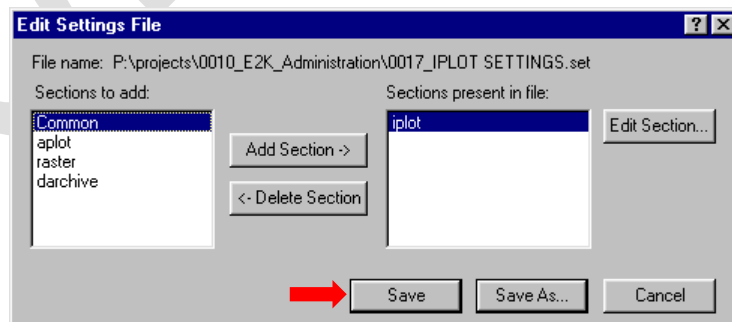 Edit Settings File
File name: P:\projects\0010_E2K_Administration\0017_IPLOT SETTINGS.set
Sections to add:
Sections present in file:
Common
aplot
raster
darchive
Add Section ->
<- Delete Section
iplot
Edit Section...
Save
Save As...
Cancel